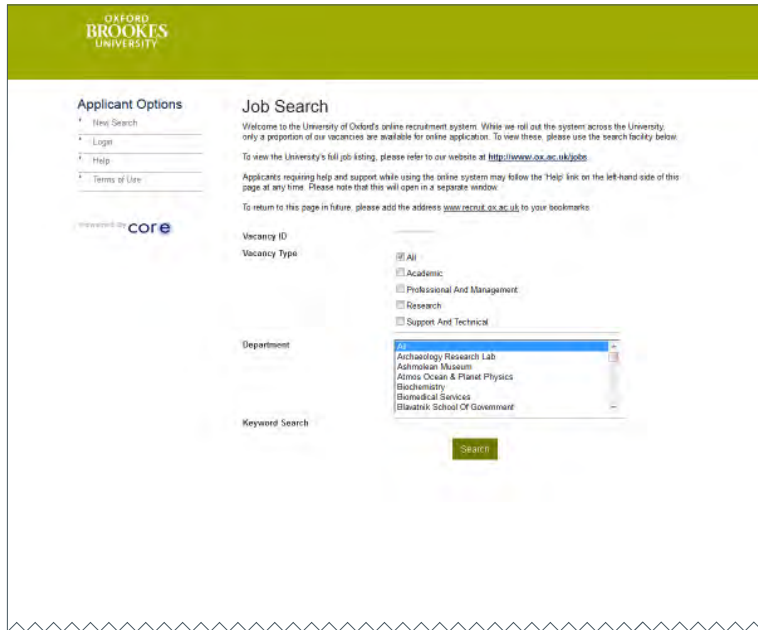 OXFORD
BROOKES
UNIVERSITY
Applicant Options
New Search
Login
Help
Terms of Use
Powered by core
Job Search
Welcome to the University of Oxford's online recruitment system. While we roll out the system across the University,
only a proportion of our vacancies are available for online application. To view these, please use the search facility below.
To view the University's full job listing, please refer to our website at http://www.ox.ac.uk/jobs.
Applicants requiring help and support while using the online system may follow the 'Help' link on the left-hand side of this
page at any time. Please note that this will open in a separate window.
To return to this page in future, please add the address www.recruit.ox.ac.uk to your bookmarks.
Vacancy ID
Vacancy Type
All
Academic
Professional And Management
Research
Support And Technical
Department
All
Archaeology Research Lab
Ashmolean Museum
Atmos Ocean & Planet Physics
Biochemistry
Biomedical Services
Blavatnik School Of Government
Keyword Search
Search